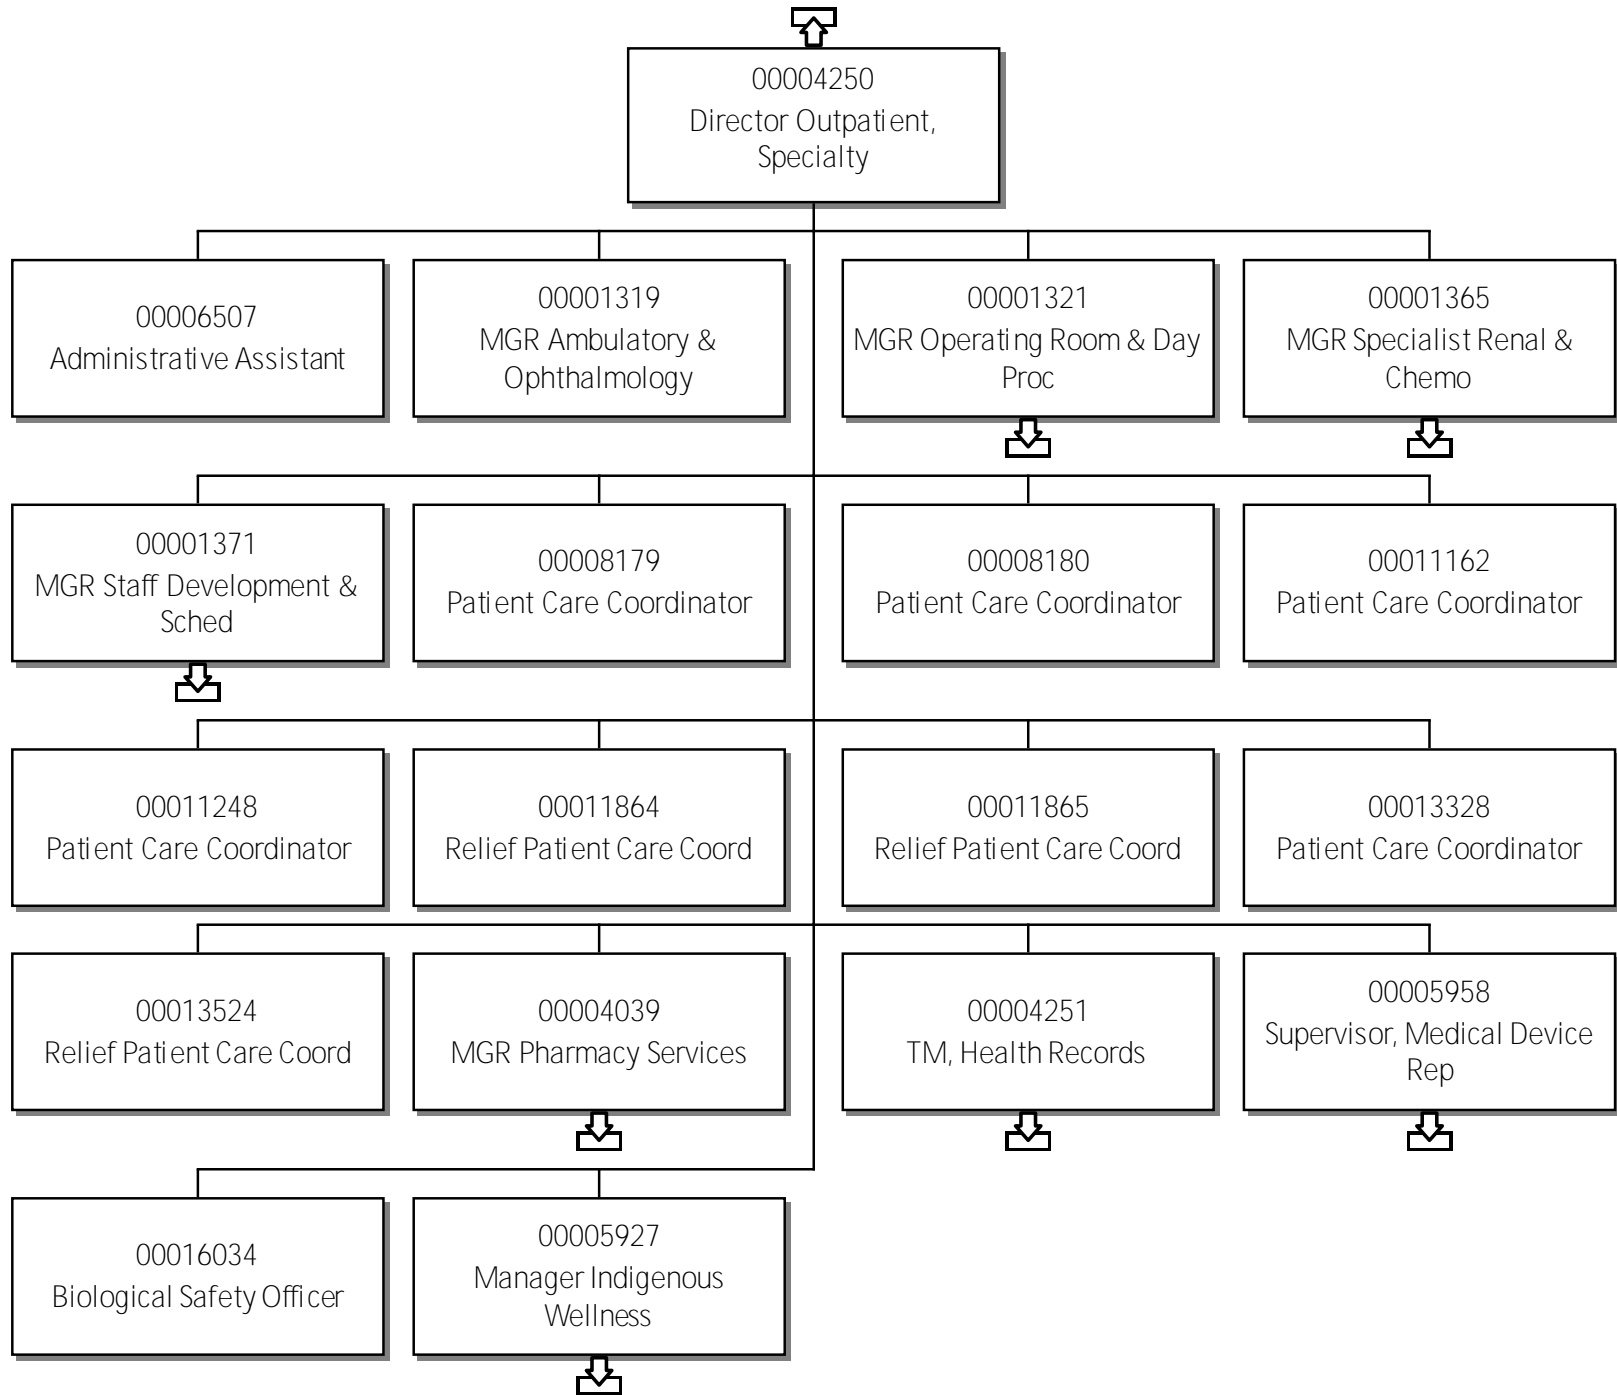 00004250
Director Outpatient,
Specialty
00006507
Administrative Assistant
00001319
MGR Ambulatory &
Ophthalmology
00001321
MGR Operating Room & Day
Proc
00001365
MGR Specialist Renal &
Chemo
00001371
MGR Staff Development &
Sched
00008179
Patient Care Coordinator
00008180
Patient Care Coordinator
00011162
Patient Care Coordinator
00011248
Patient Care Coordinator
00011864
Relief Patient Care Coord
00011865
Relief Patient Care Coord
00013328
Patient Care Coordinator
00013524
Relief Patient Care Coord
00004039
MGR Pharmacy Services
00004251
TM, Health Records
00005958
Supervisor, Medical Device
Rep
00016034
Biological Safety Officer
00005927
Manager Indigenous
Wellness